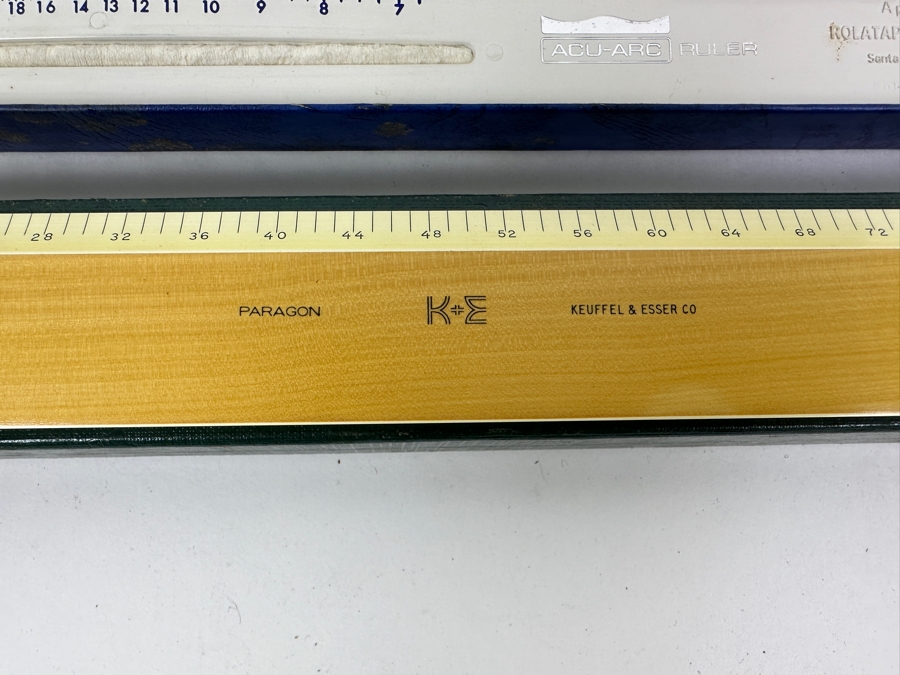 18 16 14 13 12 11 10 9 8 7
ACU-ARC RULER
28 32 36 40 44 48 52 56 60 64 68 72
PARAGON K+E KEUFFEL & ESSER CO